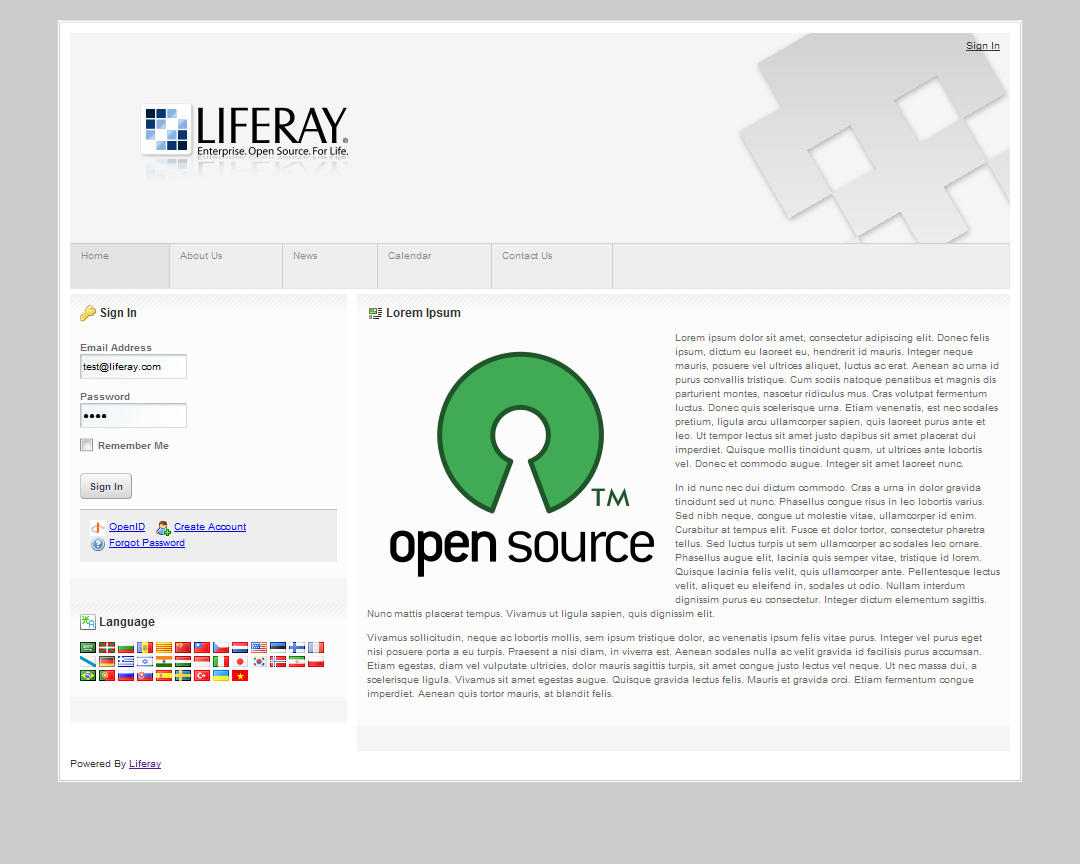 Sign In
LIFERAY®
Enterprise. Open Source. For Life.
Home
About Us
News
Calendar
Contact Us
Sign In
Email Address
test@liferay.com
Password
Remember Me
Sign In
OpenID
Create Account
Forgot Password
Language
Lorem Ipsum
TM
open source
Lorem ipsum dolor sit amet, consectetur adipiscing elit. Donec felis
ipsum, dictum eu laoreet eu, hendrerit id mauris. Integer neque
mauris, posuere vel ultrices aliquet, luctus ac erat. Aenean ac urna id
purus convallis tristique. Cum sociis natoque penatibus et magnis dis
parturient montes, nascetur ridiculus mus. Cras volutpat fermentum
luctus. Donec quis scelerisque urna. Etiam venenatis, est nec sodales
pretium, ligula arcu ullamcorper sapien, quis laoreet purus ante et
leo. Ut tempor lectus sit amet justo dapibus sit amet placerat dui
imperdiet. Quisque mollis tincidunt quam, ut ultrices ante lobortis
vel. Donec et commodo augue. Integer sit amet laoreet nunc.
In id nunc nec dui dictum commodo. Cras a urna in dolor gravida
tincidunt sed ut nunc. Phasellus congue risus in leo lobortis varius.
Sed nibh neque, congue ut molestie vitae, ullamcorper id enim.
Curabitur at tempus elit. Fusce et dolor tortor, consectetur pharetra
tellus. Sed luctus turpis ut sem ullamcorper ac sodales leo ornare.
Phasellus augue elit, lacinia quis semper vitae, tristique id lorem.
Quisque lacinia felis velit, quis ullamcorper ante. Pellentesque lectus
velit, aliquet eu eleifend in, sodales ut odio. Nullam interdum
dignissim purus eu consectetur. Integer dictum elementum sagittis.
Nunc mattis placerat tempus. Vivamus ut ligula sapien, quis dignissim elit.
Vivamus sollicitudin, neque ac lobortis mollis, sem ipsum tristique dolor, ac venenatis ipsum felis vitae purus. Integer vel purus eget
nisi posuere porta a eu turpis. Praesent a nisi diam, in viverra est. Aenean sodales nulla ac velit gravida id facilisis purus accumsan.
Etiam egestas, diam vel vulputate ultricies, dolor mauris sagittis turpis, sit amet congue justo lectus vel neque. Ut nec massa dui, a
scelerisque ligula. Vivamus sit amet egestas augue. Quisque gravida lectus felis. Mauris et gravida orci. Etiam fermentum congue
imperdiet. Aenean quis tortor mauris, at blandit felis.
Powered By Liferay